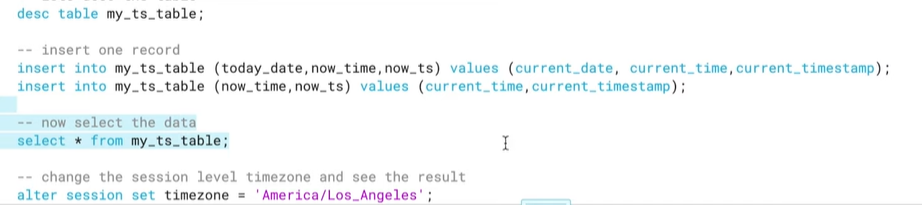 desc table my_ts_table;
-- insert one record
insert into my_ts_table (today_date,now_time,now_ts) values (current_date, current_time,current_timestamp);
insert into my_ts_table (now_time,now_ts) values (current_time,current_timestamp);
-- now select the data
select * from my_ts_table;
-- change the session level timezone and see the result
alter session set timezone = 'America/Los_Angeles';